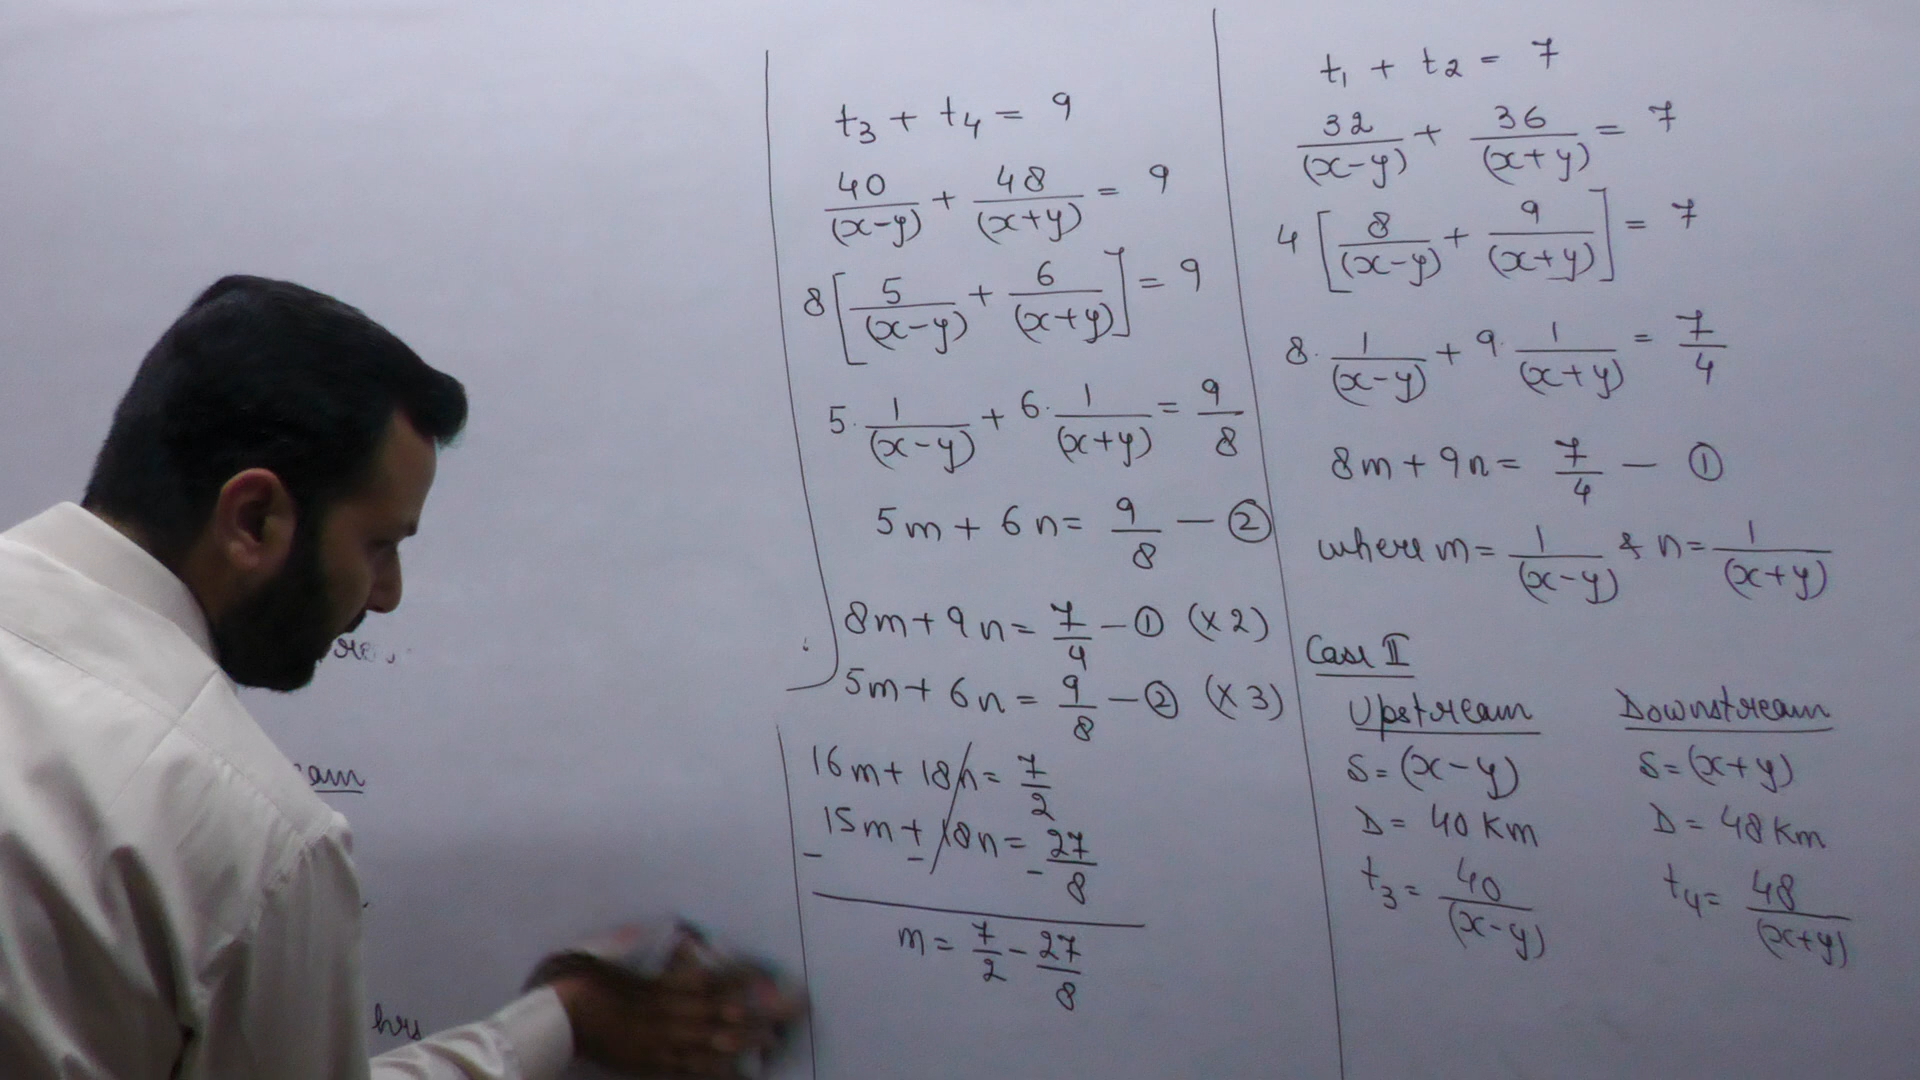 t₁ + t₂ = 7
32/(x-y) + 36/(x+y) = 7
4[8/(x-y) + 9/(x+y)] = 7
8·1/(x-y) + 9·1/(x+y) = 7/4
8m + 9n = 7/4 — ①
where m = 1/(x-y) & n = 1/(x+y)
Case II
Upstream Downstream
S = (x-y) S = (x+y)
D = 40 Km D = 48 Km
t₃ = 40/(x-y) t₄ = 48/(x+y)
t₃ + t₄ = 9
40/(x-y) + 48/(x+y) = 9
8[5/(x-y) + 6/(x+y)] = 9
5·1/(x-y) + 6·1/(x+y) = 9/8
5m + 6n = 9/8 — ②
8m + 9n = 7/4 — ① (×2)
5m + 6n = 9/8 — ② (×3)
16m + 18n = 7/2
15m + 18n = 27/8
- - -
m = 7/2 - 27/8
hrs